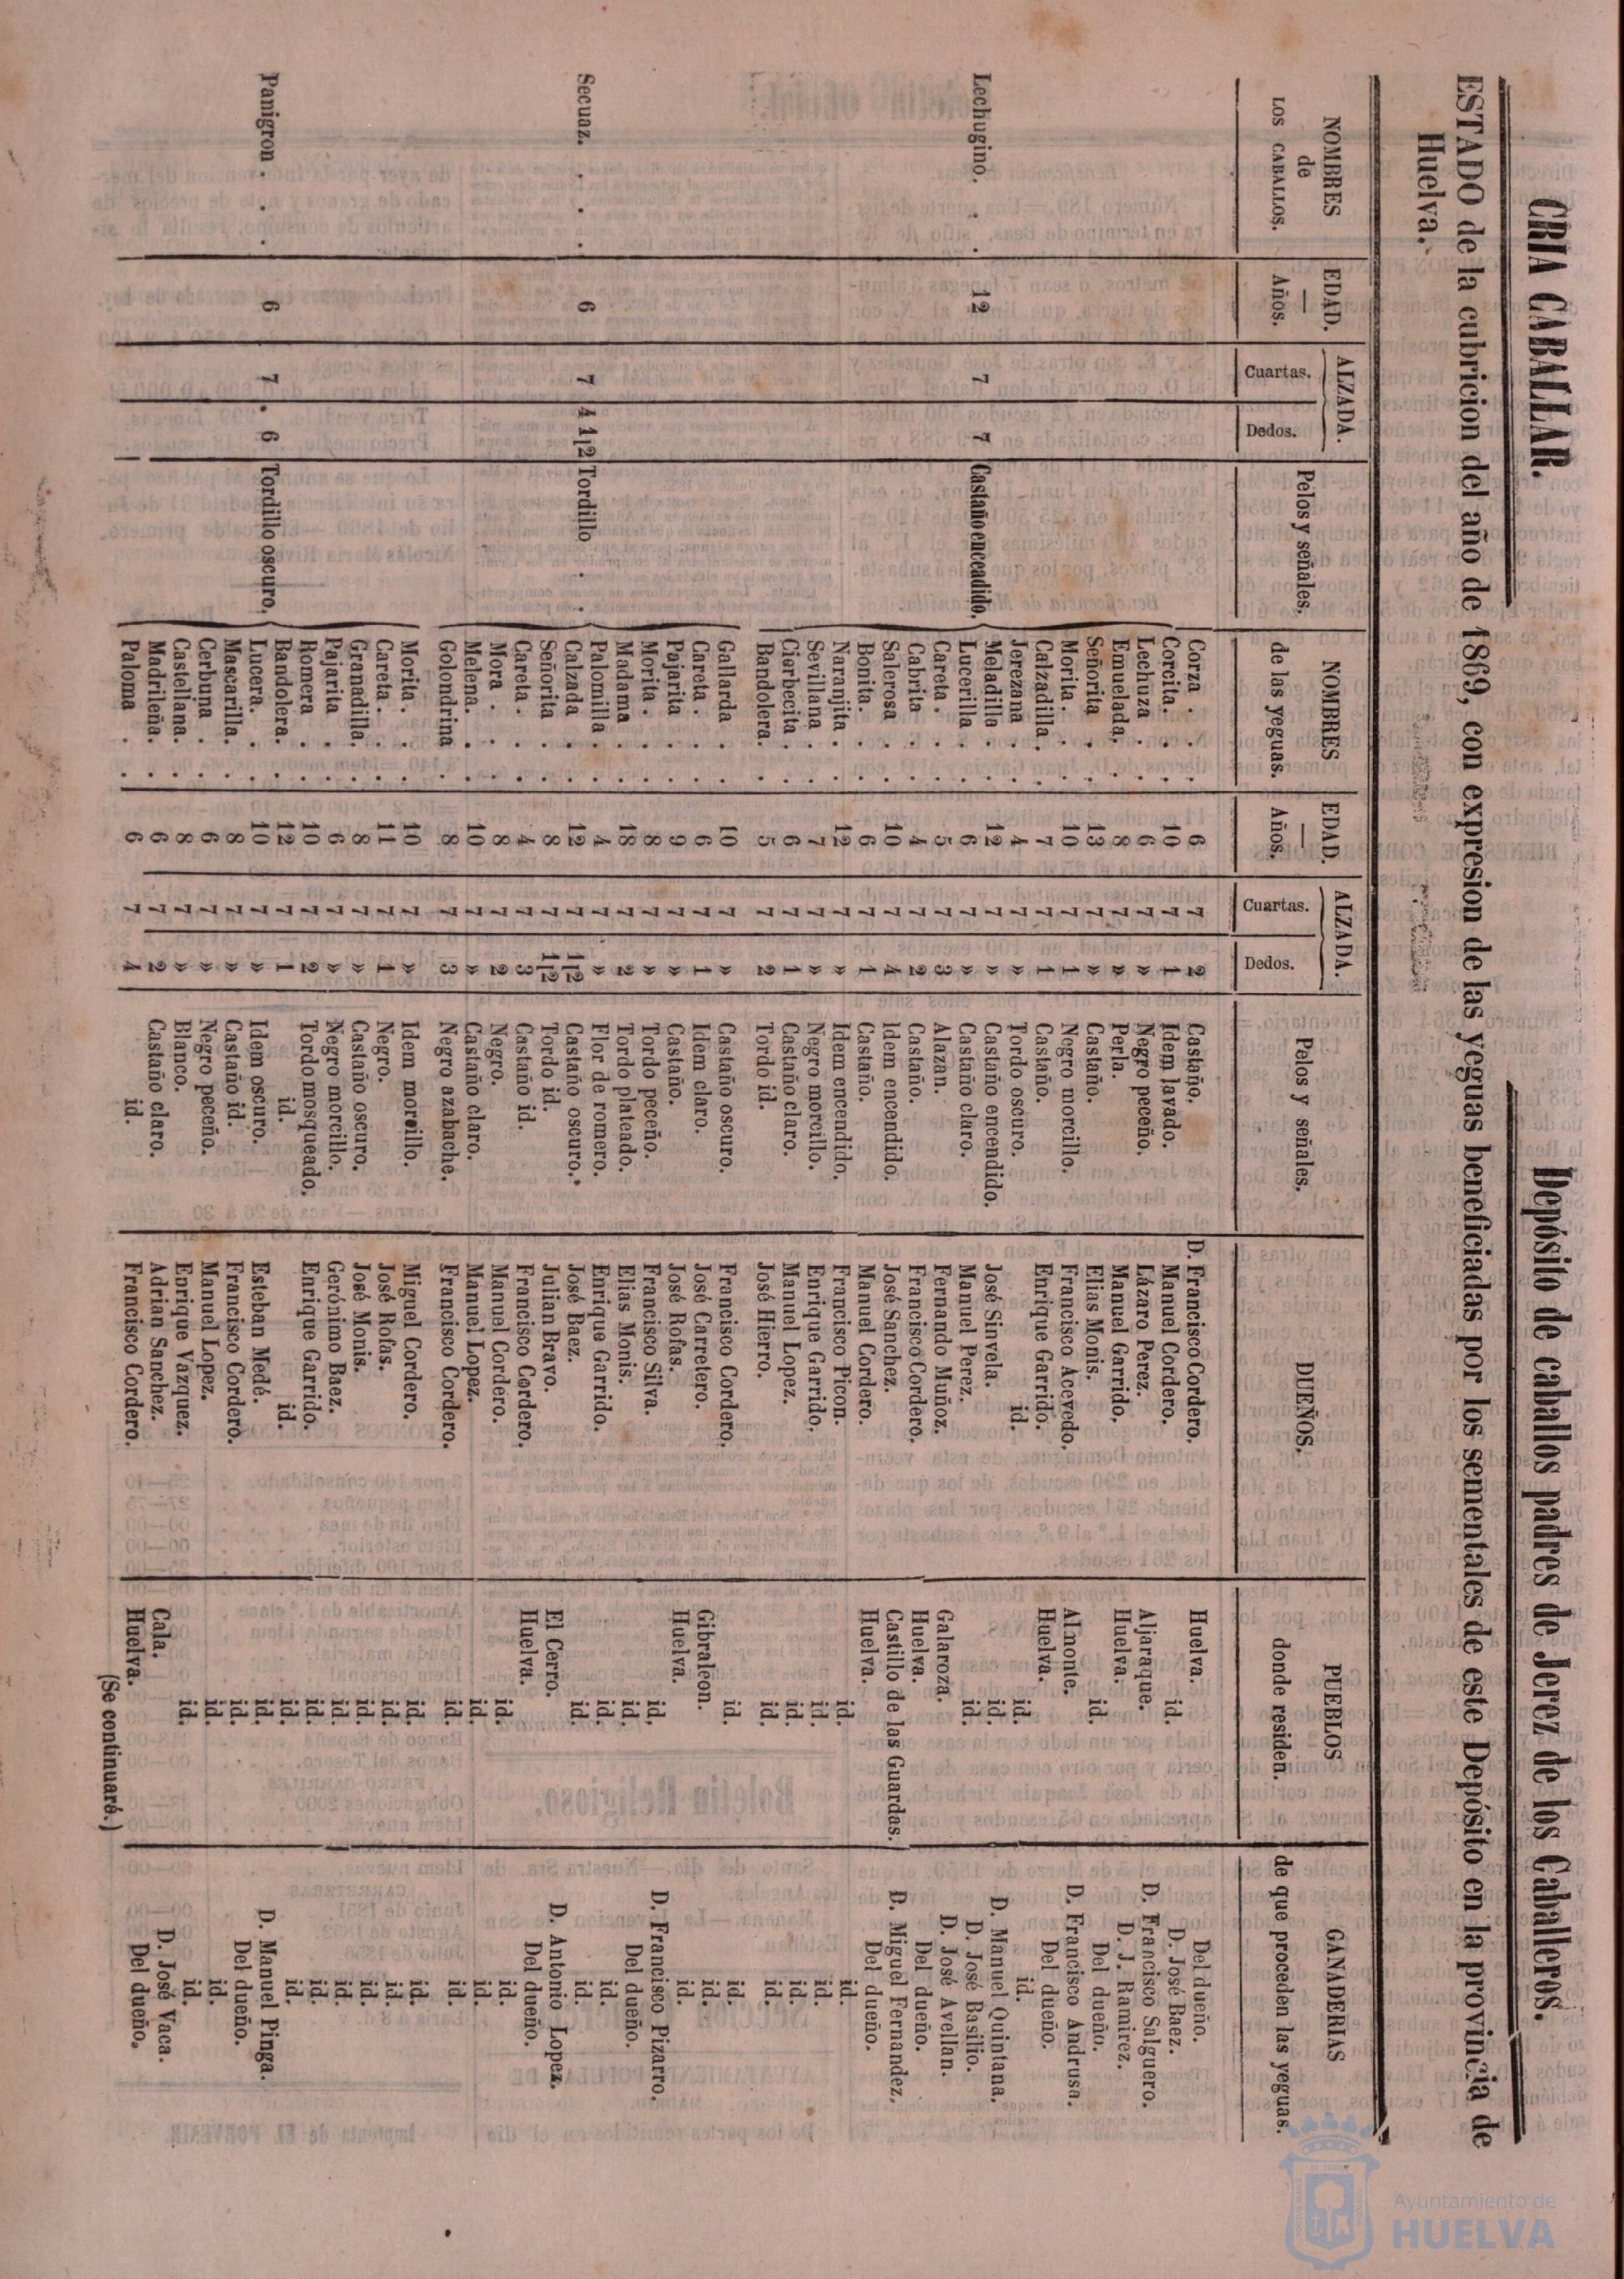 CRIA CABALLAR. Depósito de caballos padres de Jerez de los Caballeros.
ESTADO de la cubricion del año de 1869, con expresion de las yeguas beneficiadas por los sementales de este Depósito en la provincia de
Huelva.
NOMBRES de LOS CABALLOS. EDAD. — Años. ALZADA. Cuartas. Dedos. Pelos y señales. NOMBRES de las yeguas. EDAD. — Años. ALZADA. Cuartas. Dedos. Pelos y señales. DUEÑOS. PUEBLOS donde residen. GANADERIAS de que proceden las yeguas.
Lechugino. . . 12 7 7 Castaño encendido.
Corza . . 6 7 2 Castaño. D. Francisco Cordero. Huelva. Del dueño.
Corcita. . . 10 7 1 Idem lavado. Manuel Cordero. id. D. José Baez.
Lechuza . . 6 7 » Negro peceño. Lázaro Perez. Aljaraque. D. Francisco Salguero.
Emuelada. . 8 7 » Perla. Manuel Garrido. Huelva. D. J. Ramirez.
Señorita . . 13 7 » Castaño. Elias Monis. id. Del dueño.
Morita. . . 10 7 1 Negro morcillo. Francisco Acevedo. Almonte. D. Francisco Andrusa.
Calzadilla. . 7 7 1 Castaño. Enrique Garrido. Huelva. Del dueño.
Jerezana . . 4 7 » Tordo oscuro. id. id. id.
Meladillo . . 12 7 » Castaño encendido. José Sinvela. id. D. Manuel Quintana.
Lucerilla . . 6 7 » Castaño claro. Manuel Perez. id. D. José Basilio.
Careta. . . 5 7 3 Alazan. Fernando Muñoz. Galaroza. D. José Avellan.
Cabrita . . 4 7 2 Castaño. Francisco Cordero. Huelva. Del dueño.
Salerosa . . 10 7 4 Idem encendido. José Sanchez. Castillo de las Guardas. D. Miguel Fernandez.
Bonita. . . 6 7 1 Castaño. Manuel Cordero. Huelva. Del dueño.
Naranjita . . 12 7 » Idem encendido. Francisco Picon. id. id.
Sevillana . . 7 7 » Negro morcillo. Enrique Garrido. id. id.
Cierbecita . . 6 7 1 Castaño claro. Manuel Lopez. id. id.
Bandolera. . 5 7 2 Tordo id. José Hierro. id. id.
Secuaz. . . . 6 7 4 1|2 Tordillo . .
Gallarda . . 10 7 » Castaño oscuro. Francisco Cordero. id. id.
Careta . . . 6 7 1 Idem claro. José Carretero. Gibraleon. id.
Pajarita . . 9 7 » Castaño. José Rofas. Huelva. id.
Morita . . . 8 7 » Tordo peceño. Francisco Silva. id. D. Francisco Pizarro.
Madama . . 18 7 2 Tordo plateado. Elias Monis. id. Del dueño.
Palomilla . . 4 7 » Flor de romero. Enrique Garrido. id. id.
Calzada . . 12 7 1|2 Castaño oscuro. José Baez. id. id.
Señorita . . 8 7 1|2 Tordo id. Julian Bravo. El Cerro. D. Antonio Lopez.
Careta . . . 4 7 3 Castaño id. Francisco Cordero. Huelva. Del dueño.
Mora . . . 8 7 2 Negro. Manuel Cordero. id. id.
Melena. . . 10 7 » Castaño claro. Manuel Lopez. id. id.
Golondrina . 8 7 3 Negro azabache. Francisco Cordero. id. id.
Panigron . . . 6 7 6 Tordillo oscuro.
Morita. . . 10 7 » Idem morcillo. Miguel Cordero. id. id.
Careta . . . 11 7 1 Negro. José Rofas. id. id.
Granadilla. . 8 7 » Castaño oscuro. José Monis. id. id.
Pajarita . . 6 7 » Negro morcillo. Gerónimo Baez. id. id.
Romera . . 10 7 2 Tordo mosqueado. Enrique Garrido. id. id.
Bandolera. . 12 7 1 id. id. id. id.
Lucera. . . 10 7 » Idem oscuro. Esteban Medé. id. D. Manuel Pinga.
Mascarilla. . 8 7 » Castaño id. Francisco Cordero. id. Del dueño.
Cerbuna . . 6 7 » Negro peceño. Manuel Lopez. id. id.
Castellana. . 8 7 » Blanco. Enrique Vazquez. id. id.
Madrileña. . 6 7 2 Castaño claro. Adrian Sanchez. Cala. D. José Vaca.
Paloma . . 6 7 4 id. Francisco Cordero. Huelva. Del dueño.
(Se continuará.)
Ayuntamiento de
HUELVA